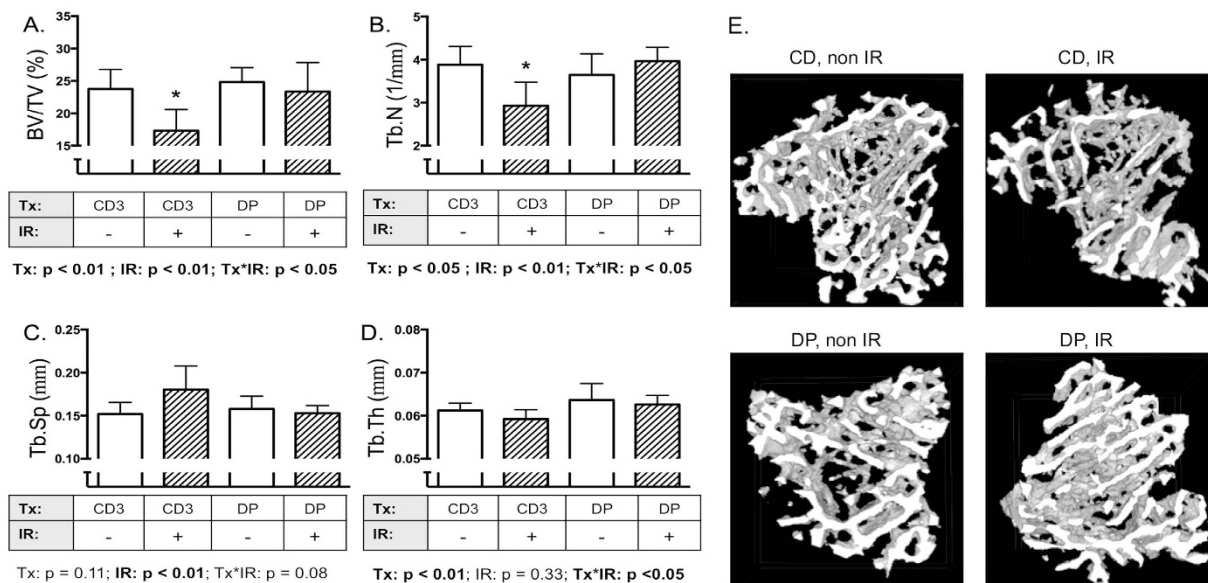 A.
BV/TV (%)
35
30
25
20
15
*
Tx: CD3 CD3 DP DP
IR: - + - +
Tx: p < 0.01 ; IR: p < 0.01; Tx*IR: p < 0.05
B.
Tb.N (1/mm)
5
4
3
2
*
Tx: CD3 CD3 DP DP
IR: - + - +
Tx: p < 0.05 ; IR: p < 0.01; Tx*IR: p < 0.05
C.
Tb.Sp (mm)
0.25
0.20
0.15
0.10
Tx: CD3 CD3 DP DP
IR: - + - +
Tx: p = 0.11; IR: p < 0.01; Tx*IR: p = 0.08
D.
Tb.Th (mm)
0.08
0.07
0.06
0.05
Tx: CD3 CD3 DP DP
IR: - + - +
Tx: p < 0.01; IR: p = 0.33; Tx*IR: p <0.05
E.
CD, non IR
CD, IR
DP, non IR
DP, IR